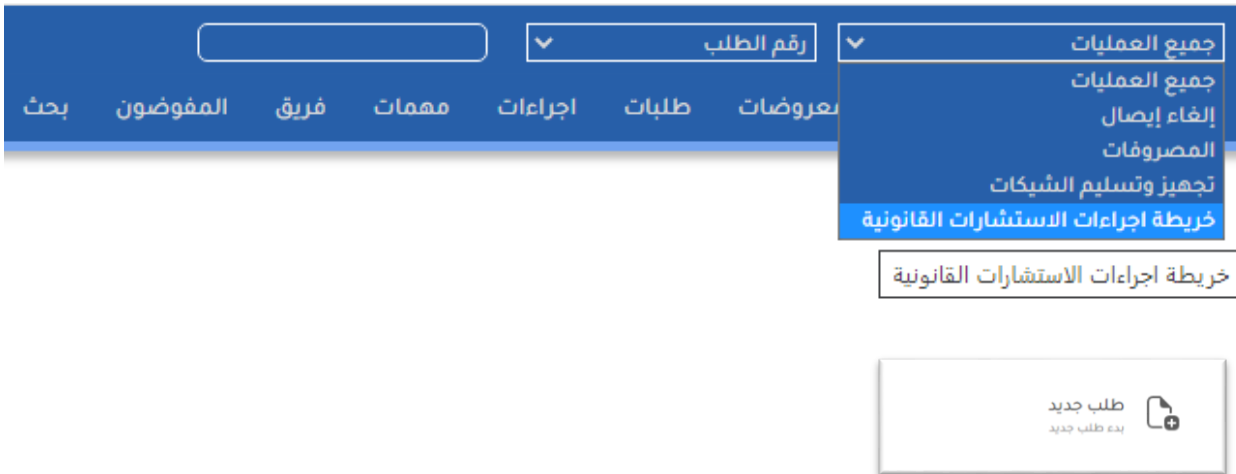 جميع العمليات
رقم الطلب
جميع العمليات
إلغاء إيصال
المصروفات
تجهيز وتسليم الشيكات
خريطة اجراءات الاستشارات القانونية
طلبات اجراءات مهمات فريق المفوضون بحث
خريطة اجراءات الاستشارات القانونية
طلب جديد
بدء طلب جديد